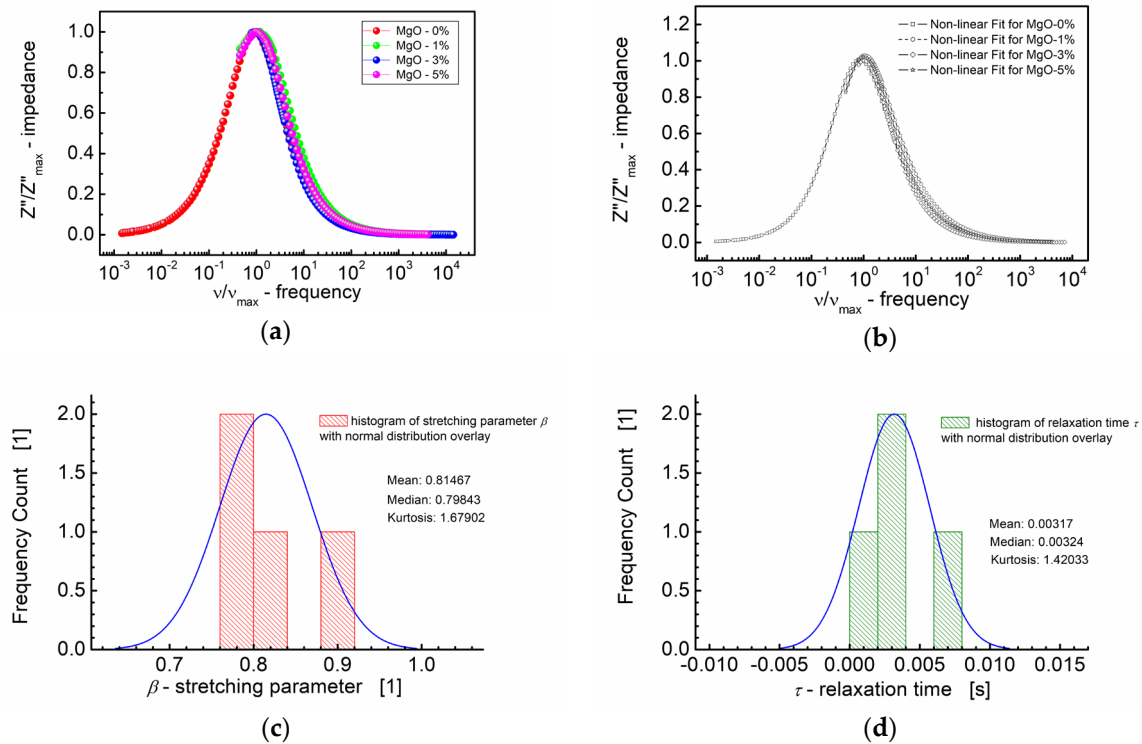 1.0
0.8
0.6
0.4
0.2
0.0
Z''/Z''max - impedance
MgO - 0%
MgO - 1%
MgO - 3%
MgO - 5%
10⁻³ 10⁻² 10⁻¹ 10⁰ 10¹ 10² 10³ 10⁴
ν/νmax - frequency
(a)
1.2
1.0
0.8
0.6
0.4
0.2
0.0
Z''/Z''max - impedance
Non-linear Fit for MgO-0%
Non-linear Fit for MgO-1%
Non-linear Fit for MgO-3%
Non-linear Fit for MgO-5%
10⁻³ 10⁻² 10⁻¹ 10⁰ 10¹ 10² 10³ 10⁴
ν/νmax - frequency
(b)
2.0
1.5
1.0
0.5
0.0
Frequency Count [1]
histogram of stretching parameter β
with normal distribution overlay
Mean: 0.81467
Median: 0.79843
Kurtosis: 1.67902
0.7 0.8 0.9 1.0
β - stretching parameter [1]
(c)
2.0
1.5
1.0
0.5
0.0
Frequency Count [1]
histogram of relaxation time τ
with normal distribution overlay
Mean: 0.00317
Median: 0.00324
Kurtosis: 1.42033
-0.010 -0.005 0.000 0.005 0.010 0.015
τ - relaxation time [s]
(d)